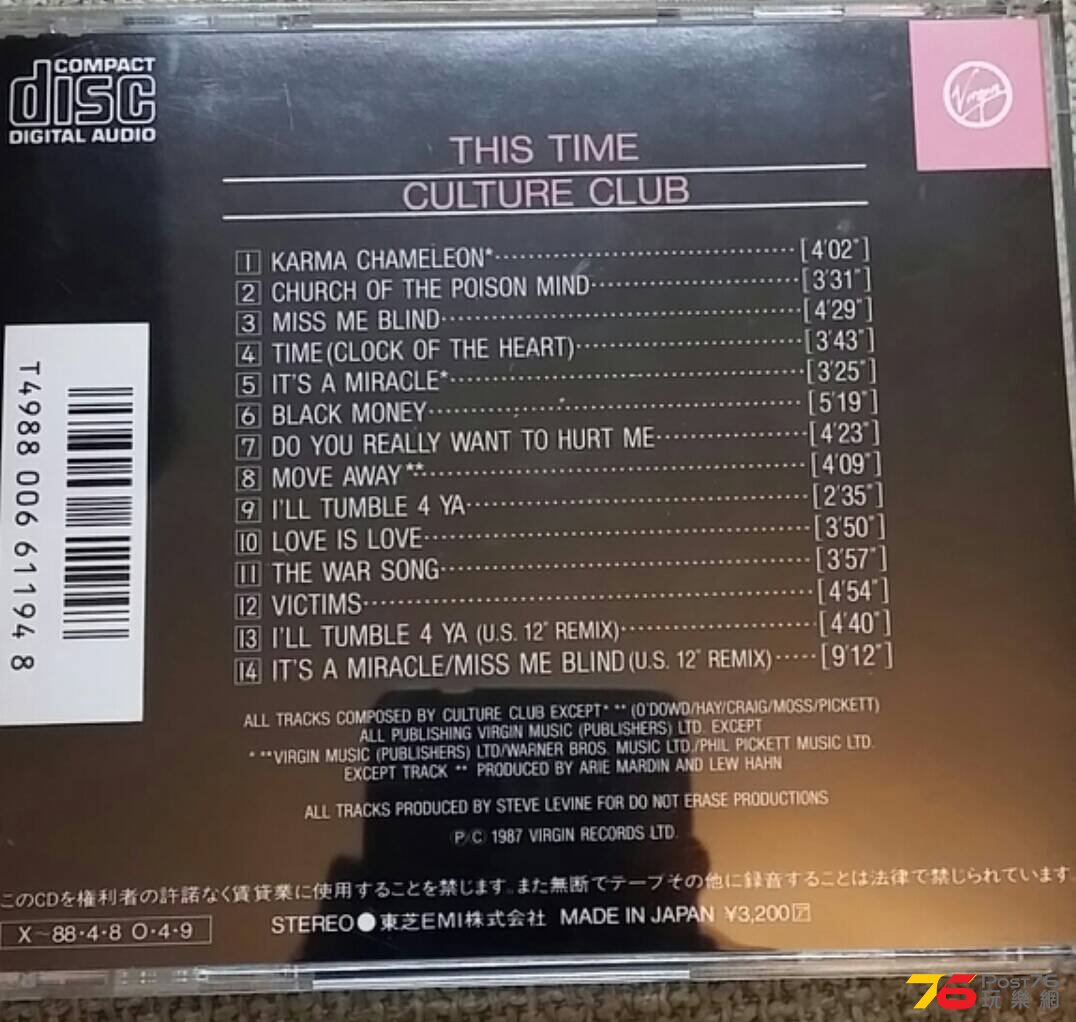 COMPACT
disc
DIGITAL AUDIO
Virgin
THIS TIME
CULTURE CLUB
1 KARMA CHAMELEON* [4'02"]
2 CHURCH OF THE POISON MIND [3'31"]
3 MISS ME BLIND [4'29"]
4 TIME (CLOCK OF THE HEART) [3'43"]
5 IT'S A MIRACLE* [3'25"]
6 BLACK MONEY [5'19"]
7 DO YOU REALLY WANT TO HURT ME [4'23"]
8 MOVE AWAY** [4'09"]
9 I'LL TUMBLE 4 YA [2'35"]
10 LOVE IS LOVE [3'50"]
11 THE WAR SONG [3'57"]
12 VICTIMS [4'54"]
13 I'LL TUMBLE 4 YA (U.S. 12" REMIX) [4'40"]
14 IT'S A MIRACLE/MISS ME BLIND (U.S. 12" REMIX) [9'12"]
T4988 006 61194 8
ALL TRACKS COMPOSED BY CULTURE CLUB EXCEPT * ** (O'DOWD/HAY/CRAIG/MOSS/PICKETT)
ALL PUBLISHING VIRGIN MUSIC (PUBLISHERS) LTD. EXCEPT
* **VIRGIN MUSIC (PUBLISHERS) LTD/WARNER BROS. MUSIC LTD./PHIL PICKETT MUSIC LTD.
EXCEPT TRACK ** PRODUCED BY ARIE MARDIN AND LEW HAHN
ALL TRACKS PRODUCED BY STEVE LEVINE FOR DO NOT ERASE PRODUCTIONS
Ⓟ/Ⓒ 1987 VIRGIN RECORDS LTD.
このCDを権利者の許諾なく賃貸業に使用することを禁じます。また無断でテープその他に録音することは法律で禁じられています。
X~88・4・8 O・4・9
STEREO●東芝EMI株式会社 MADE IN JAPAN ¥3,200ア
76 Post76
玩樂網